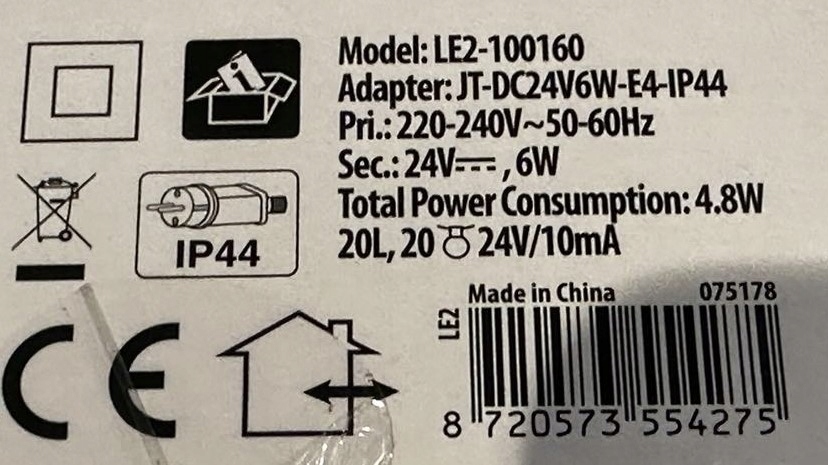 Model: LE2-100160
Adapter: JT-DC24V6W-E4-IP44
Pri.: 220-240V~50-60Hz
Sec.: 24V⎓, 6W
Total Power Consumption: 4.8W
20L, 20 24V/10mA
IP44
CE
Made in China 075178
LE2
8 720573 554275